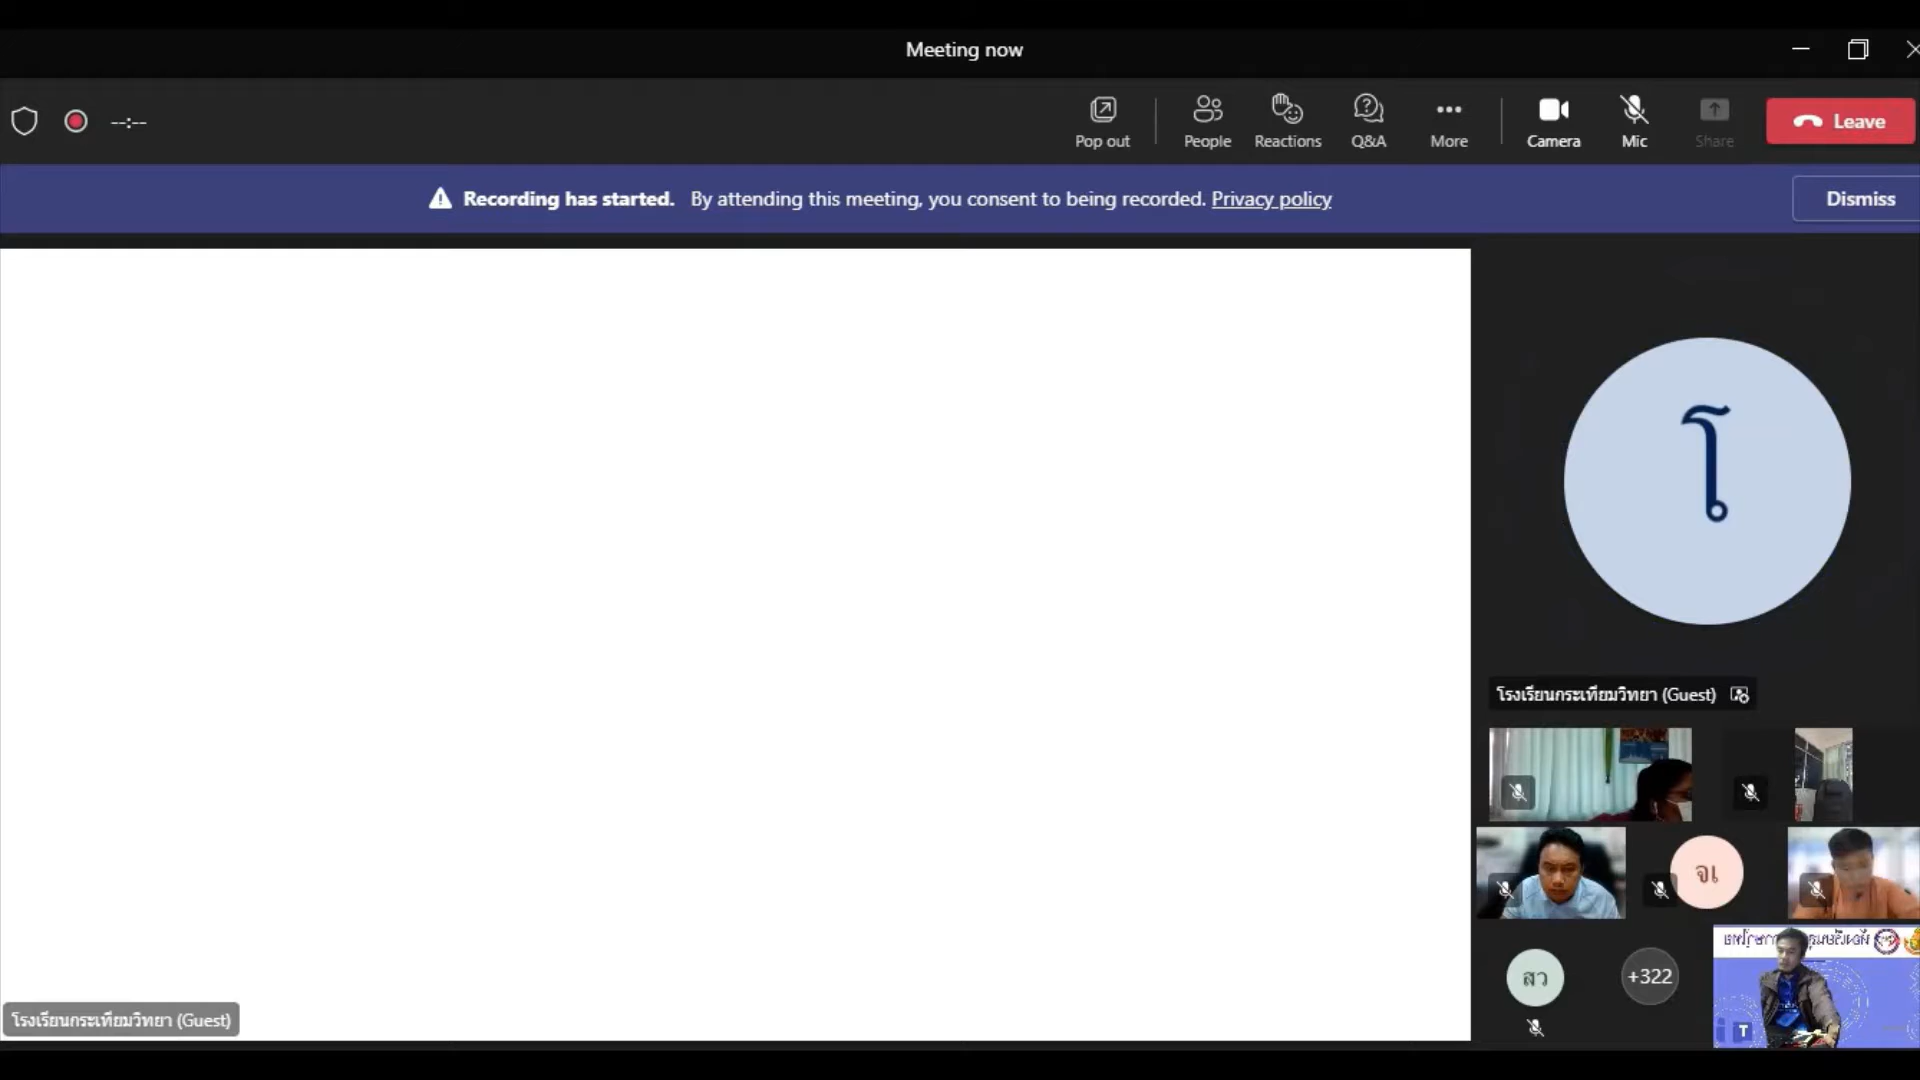 Meeting now
--:--
Pop out
People
Reactions
Q&A
More
Camera
Mic
Share
Leave
Recording has started. By attending this meeting, you consent to being recorded. Privacy policy
Dismiss
โ
โรงเรียนกระเทียมวิทยา (Guest)
จเ
สว
+322
T
โรงเรียนกระเทียมวิทยา (Guest)